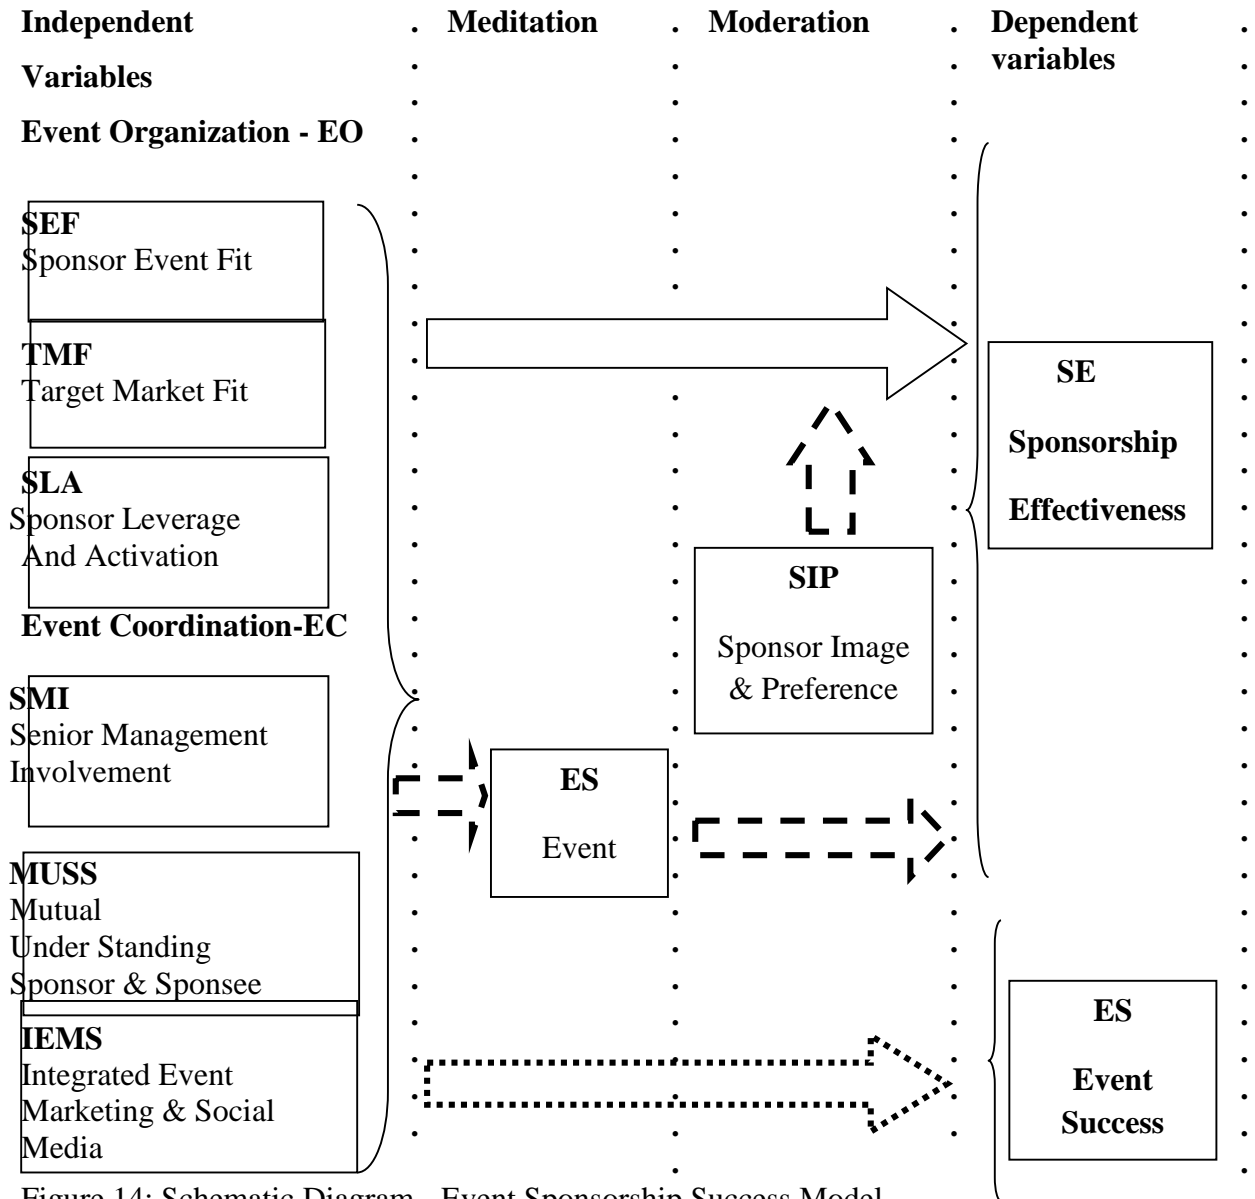 Independent
Variables
Meditation
Moderation
Dependent
variables
Event Organization - EO
SEF
Sponsor Event Fit
TMF
Target Market Fit
SLA
Sponsor Leverage
And Activation
Event Coordination-EC
SMI
Senior Management
Involvement
MUSS
Mutual
Under Standing
Sponsor & Sponsee
IEMS
Integrated Event
Marketing & Social
Media
ES
Event
SIP
Sponsor Image
& Preference
SE
Sponsorship
Effectiveness
ES
Event
Success
Figure 14: Schematic Diagram - Event Sponsorship Success Model